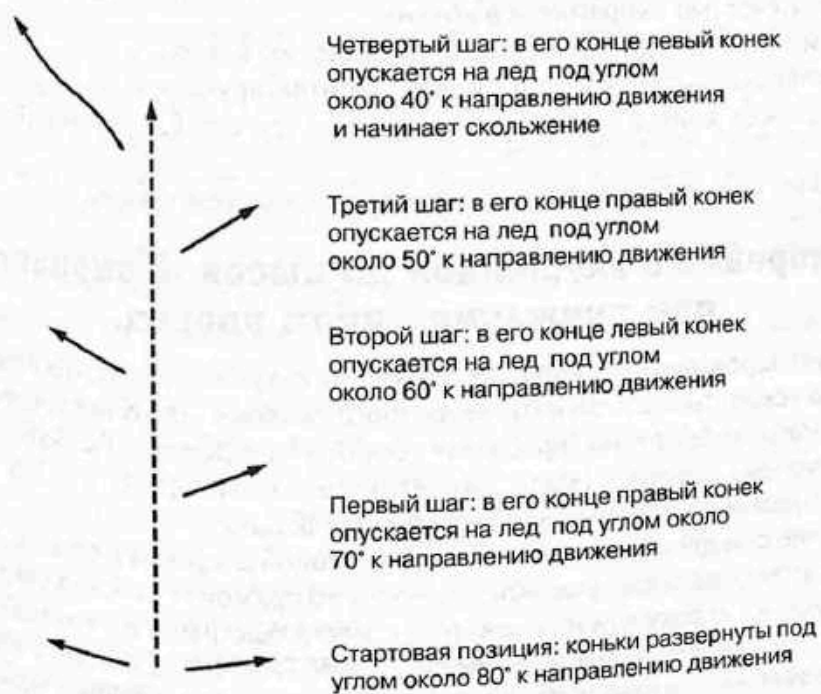 Четвертый шаг: в его конце левый конек
опускается на лед под углом
около 40° к направлению движения
и начинает скольжение
Третий шаг: в его конце правый конек
опускается на лед под углом
около 50° к направлению движения
Второй шаг: в его конце левый конек
опускается на лед под углом
около 60° к направлению движения
Первый шаг: в его конце правый конек
опускается на лед под углом около
70° к направлению движения
Стартовая позиция: коньки развернуты под
углом около 80° к направлению движения